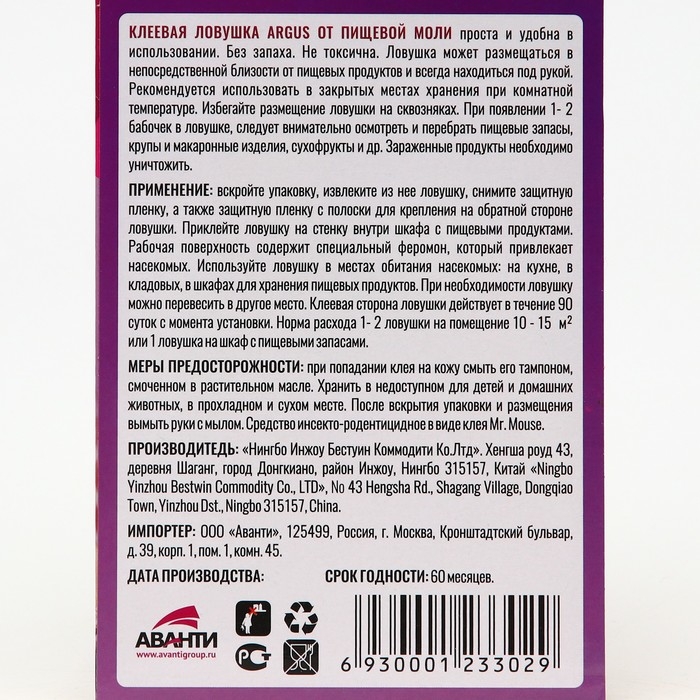 КЛЕЕВАЯ ЛОВУШКА ARGUS ОТ ПИЩЕВОЙ МОЛИ проста и удобна в
использовании. Без запаха. Не токсична. Ловушка может размещаться в
непосредственной близости от пищевых продуктов и всегда находиться под рукой.
Рекомендуется использовать в закрытых местах хранения при комнатной
температуре. Избегайте размещение ловушки на сквозняках. При появлении 1- 2
бабочек в ловушке, следует внимательно осмотреть и перебрать пищевые запасы,
крупы и макаронные изделия, сухофрукты и др. Зараженные продукты необходимо
уничтожить.
ПРИМЕНЕНИЕ: вскройте упаковку, извлеките из нее ловушку, снимите защитную
пленку, а также защитную пленку с полоски для крепления на обратной стороне
ловушки. Приклейте ловушку на стенку внутри шкафа с пищевыми продуктами.
Рабочая поверхность содержит специальный феромон, который привлекает
насекомых. Используйте ловушку в местах обитания насекомых: на кухне, в
кладовых, в шкафах для хранения пищевых продуктов. При необходимости ловушку
можно перевесить в другое место. Клеевая сторона ловушки действует в течение 90
суток с момента установки. Норма расхода 1- 2 ловушки на помещение 10 - 15 м²
или 1 ловушка на шкаф с пищевыми запасами.
МЕРЫ ПРЕДОСТОРОЖНОСТИ: при попадании клея на кожу смыть его тампоном,
смоченном в растительном масле. Хранить в недоступном для детей и домашних
животных, в прохладном и сухом месте. После вскрытия упаковки и размещения
вымыть руки с мылом. Средство инсекто-родентицидное в виде клея Mr. Mouse.
ПРОИЗВОДИТЕЛЬ: «Нингбо Инжоу Бестуин Коммодити Ко.Лтд». Хенгша роуд 43,
деревня Шаганг, город Донгкиано, район Инжоу, Нингбо 315157, Китай «Ningbo
Yinzhou Bestwin Commodity Co., LTD», No 43 Hengsha Rd., Shagang Village, Dongqiao
Town, Yinzhou Dst., Ningbo 315157, China.
ИМПОРТЕР: ООО «Аванти», 125499, Россия, г. Москва, Кронштадтский бульвар,
д. 39, корп. 1, пом. 1, комн. 45.
ДАТА ПРОИЗВОДСТВА: СРОК ГОДНОСТИ: 60 месяцев.
АВАНТИ
www.avantigroup.ru
РСТ
6 930001 233029